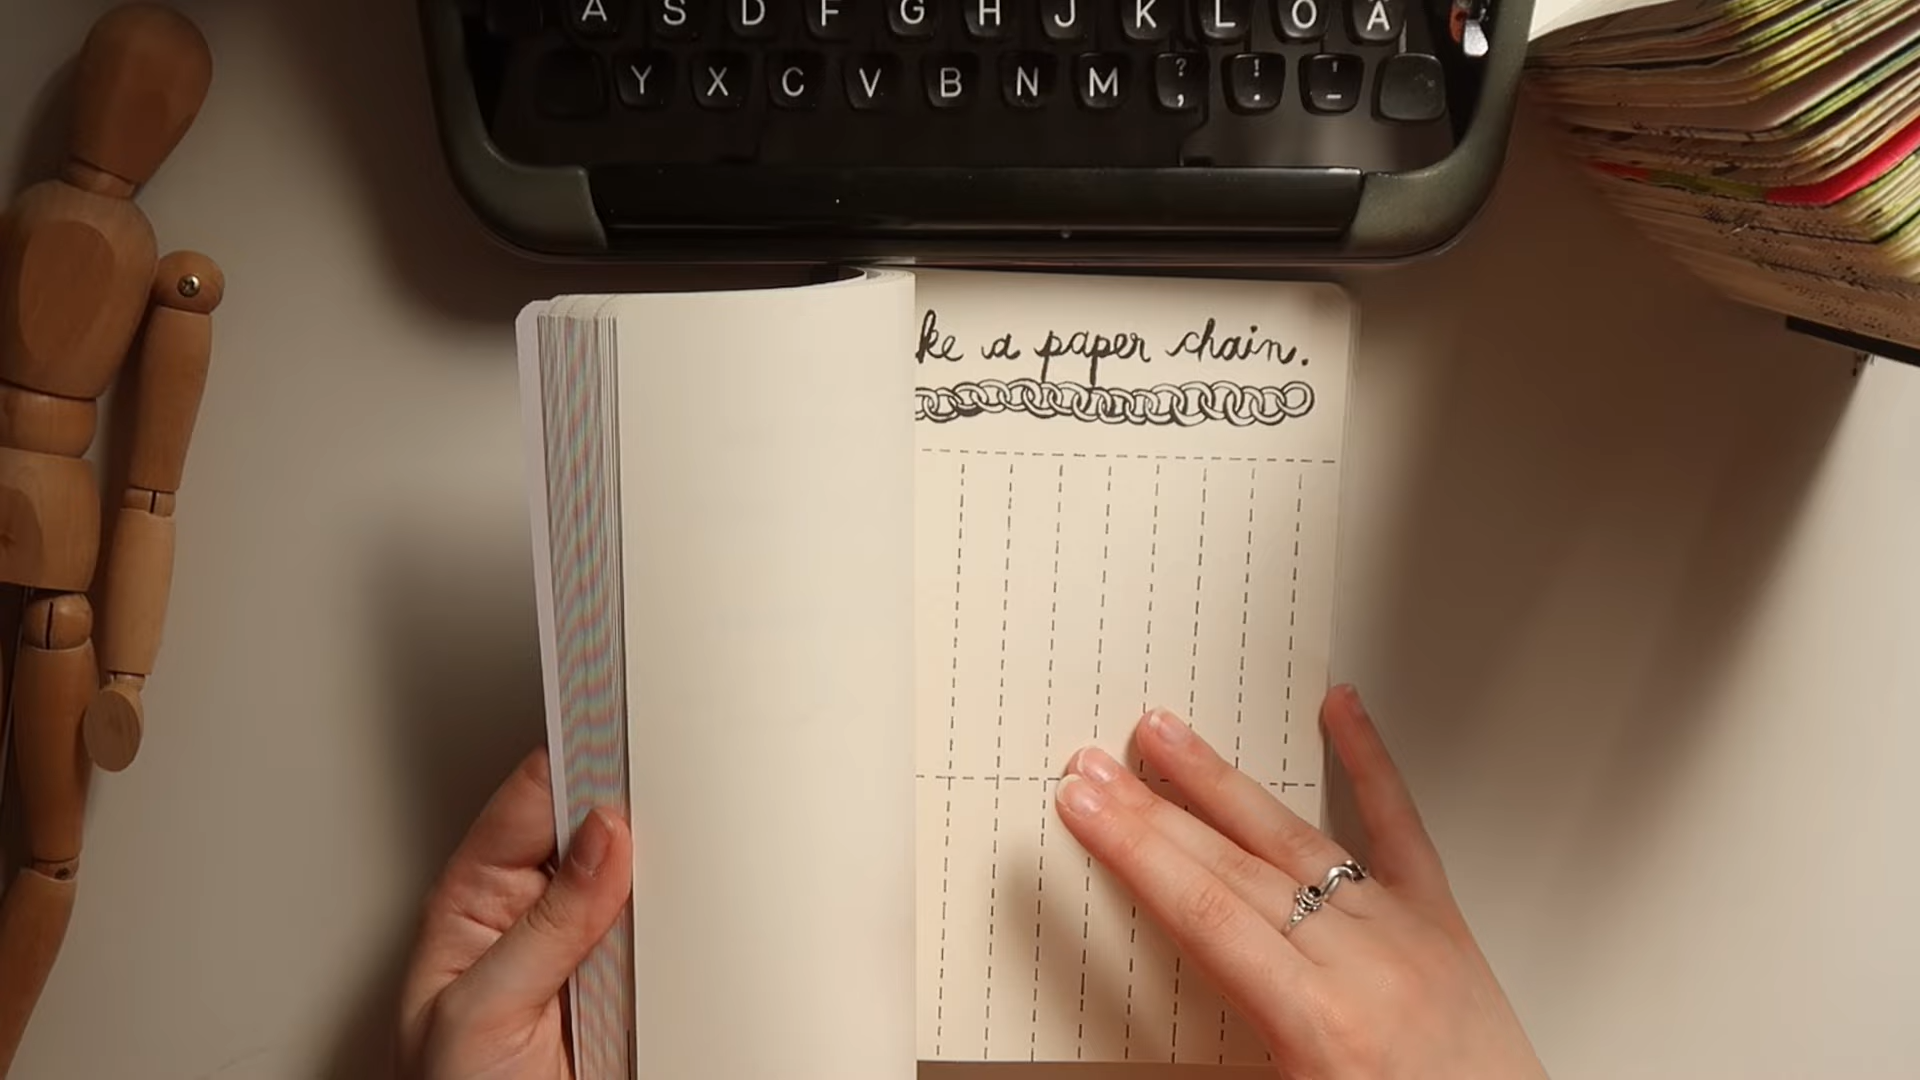 A S D F G H J K L Ö Ä
Y X C V B N M ? , ! . ' _
ke a paper chain.